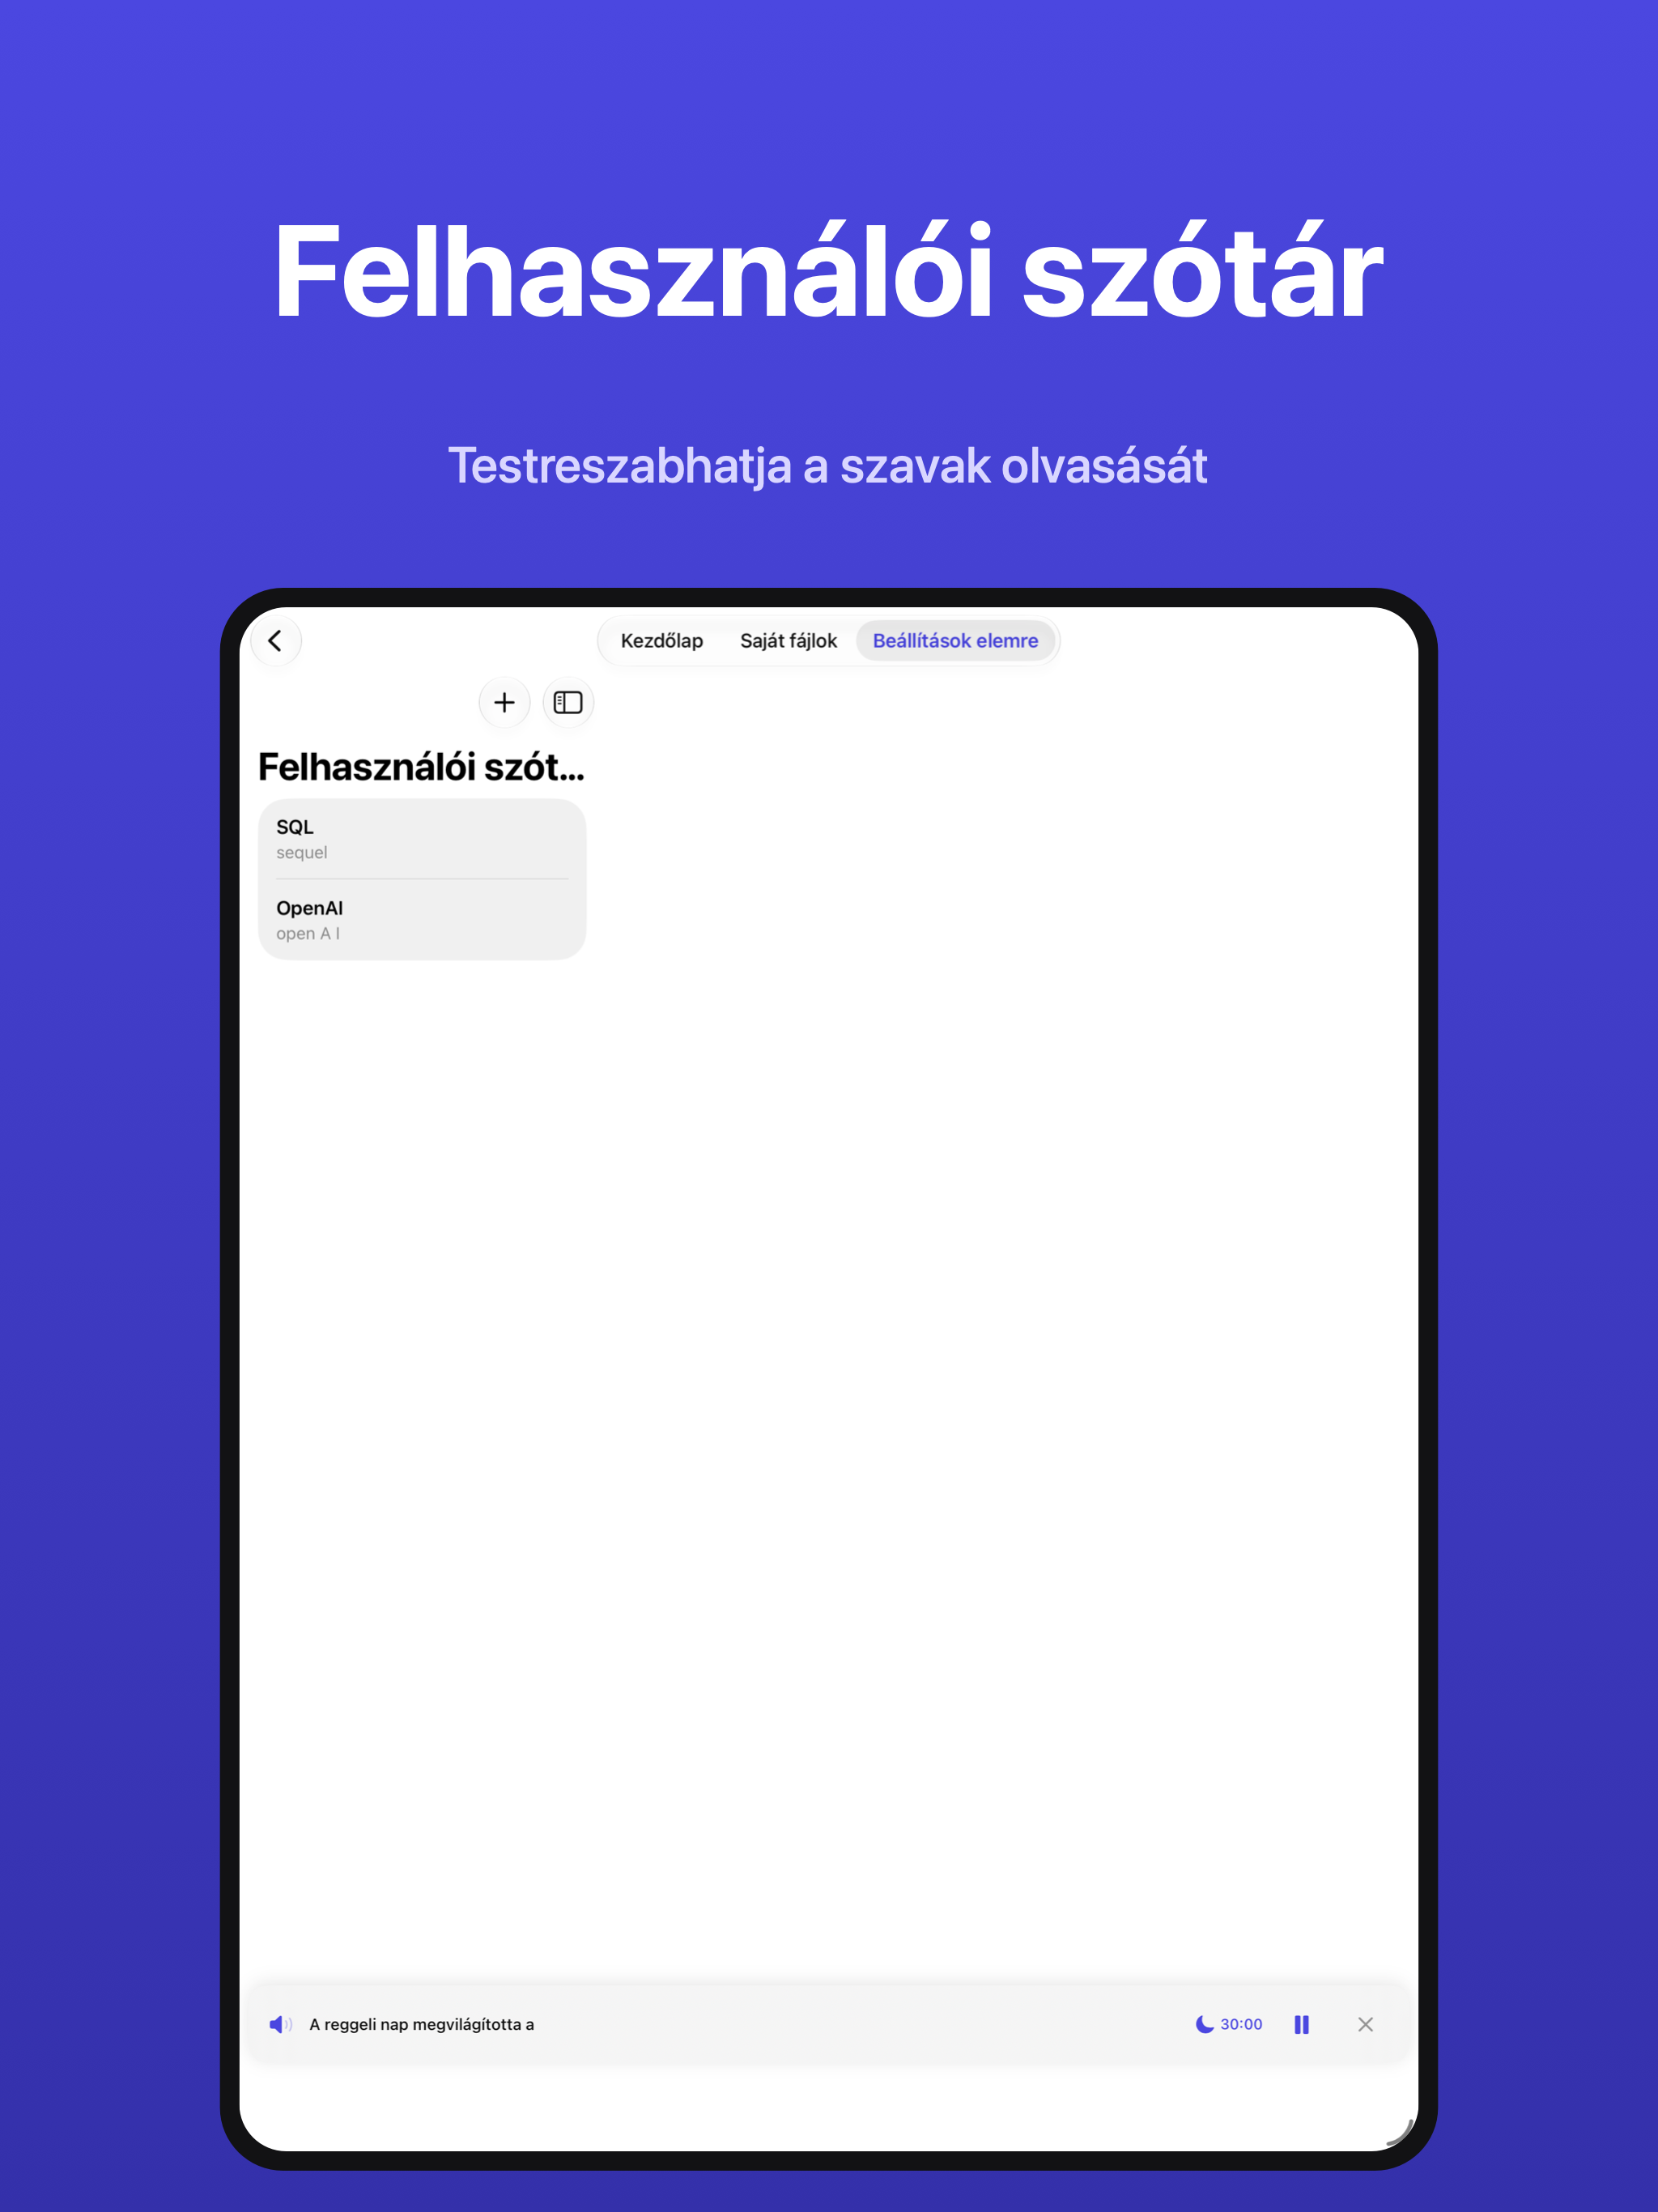 Felhasználói szótár
Testreszabhatja a szavak olvasását
Kezdőlap Saját fájlok Beállítások elemre
Felhasználói szót...
SQL
sequel
OpenAI
open A I
A reggeli nap megvilágította a 30:00